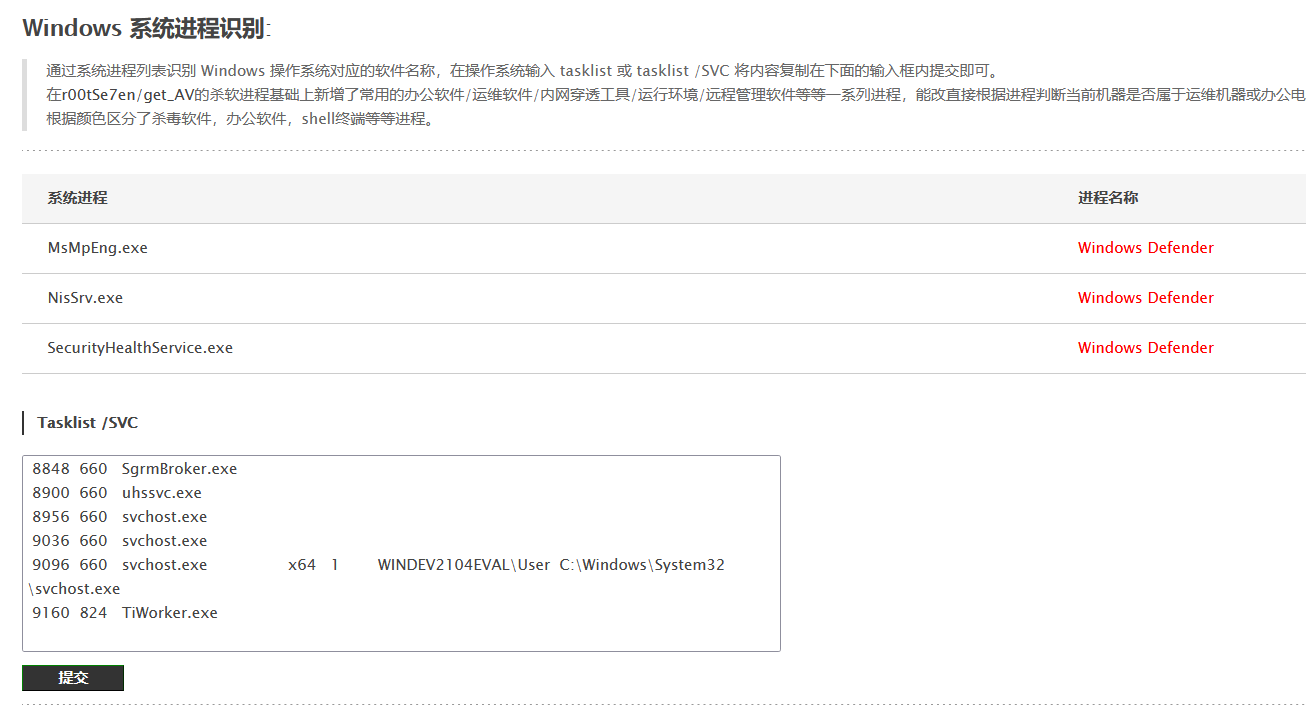 Windows 系统进程识别:
通过系统进程列表识别 Windows 操作系统对应的软件名称，在操作系统输入 tasklist 或 tasklist /SVC 将内容复制在下面的输入框内提交即可。
在r00tSe7en/get_AV的杀软进程基础上新增了常用的办公软件/运维软件/内网穿透工具/运行环境/远程管理软件等等一系列进程，能改直接根据进程判断当前机器是否属于运维机器或办公电
根据颜色区分了杀毒软件，办公软件，shell终端等等进程。
系统进程 进程名称
MsMpEng.exe Windows Defender
NisSrv.exe Windows Defender
SecurityHealthService.exe Windows Defender
Tasklist /SVC
8848 660 SgrmBroker.exe
8900 660 uhssvc.exe
8956 660 svchost.exe
9036 660 svchost.exe
9096 660 svchost.exe x64 1 WINDEV2104EVAL\User C:\Windows\System32
\svchost.exe
9160 824 TiWorker.exe
提交